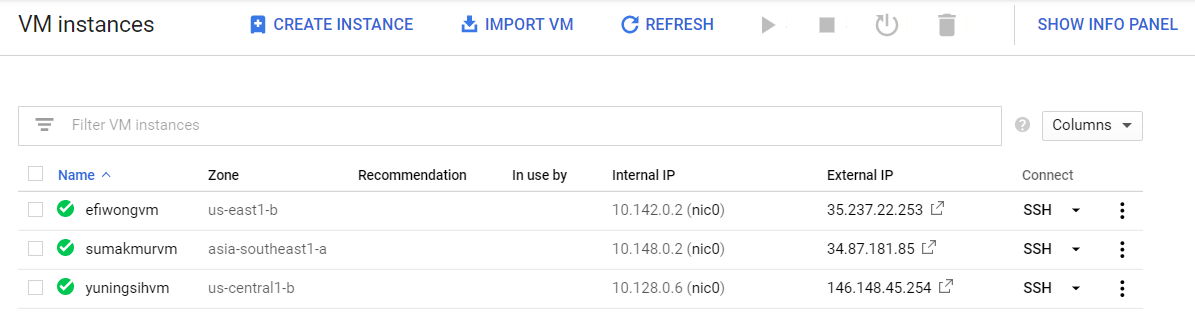 VM instances CREATE INSTANCE IMPORT VM REFRESH SHOW INFO PANEL
Filter VM instances ? Columns
Name Zone Recommendation In use by Internal IP External IP Connect
efiwongvm us-east1-b 10.142.0.2 (nic0) 35.237.22.253 SSH
sumakmurvm asia-southeast1-a 10.148.0.2 (nic0) 34.87.181.85 SSH
yuningsihvm us-central1-b 10.128.0.6 (nic0) 146.148.45.254 SSH